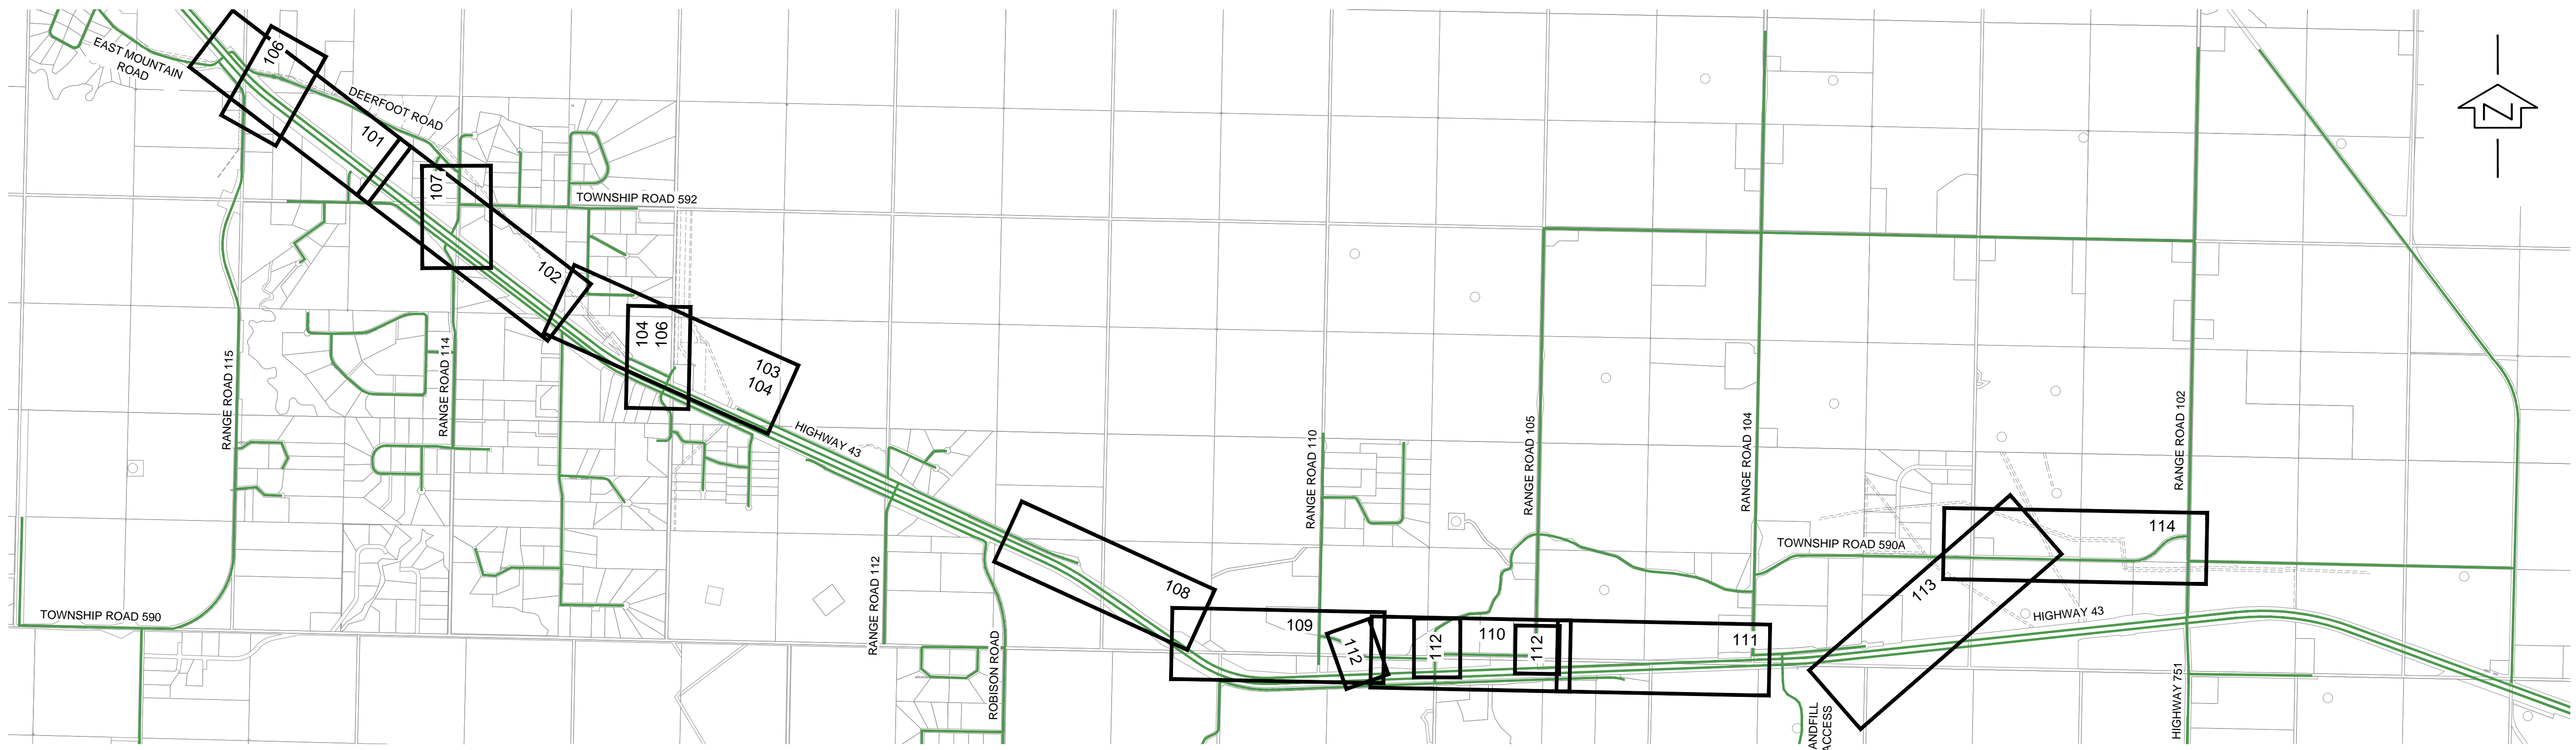 EAST MOUNTAIN
ROAD
106
DEERFOOT ROAD
101
107
TOWNSHIP ROAD 592
102
104
106
103
104
RANGE ROAD 115
RANGE ROAD 114
HIGHWAY 43
RANGE ROAD 110
RANGE ROAD 105
RANGE ROAD 104
RANGE ROAD 102
N
114
TOWNSHIP ROAD 590A
113
HIGHWAY 43
108
RANGE ROAD 112
TOWNSHIP ROAD 590
109
112
112
110
112
111
ROBISON ROAD
ANDFILL
ACCESS
HIGHWAY 751